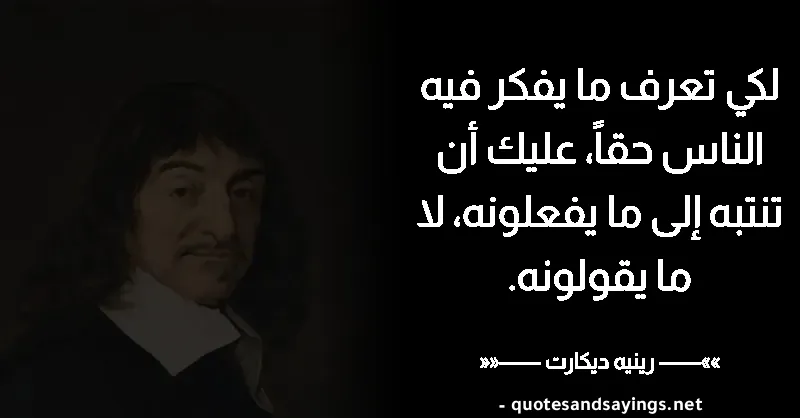 لكي تعرف ما يفكر فيه
الناس حقاً، عليك أن
تنتبه إلى ما يفعلونه، لا
ما يقولونه.
»»—— رينيه ديكارت ——««
- quotesandsayings.net